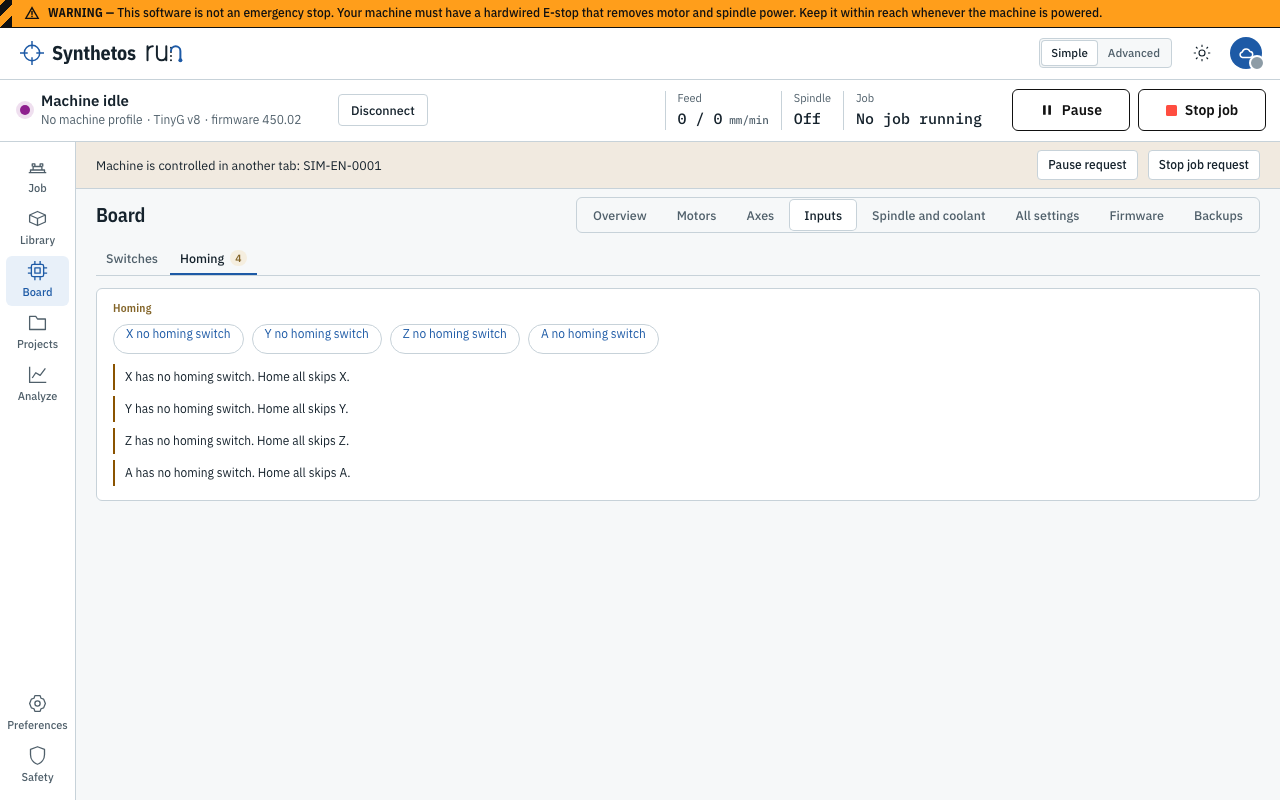 WARNING — This software is not an emergency stop. Your machine must have a hardwired E-stop that removes motor and spindle power. Keep it within reach whenever the machine is powered.
Synthetos run
Simple
Advanced
Machine idle
No machine profile · TinyG v8 · firmware 450.02
Disconnect
Feed
0 / 0 mm/min
Spindle
Off
Job
No job running
Pause
Stop job
Machine is controlled in another tab: SIM-EN-0001
Pause request
Stop job request
Job
Library
Board
Projects
Analyze
Preferences
Safety
Board
Overview
Motors
Axes
Inputs
Spindle and coolant
All settings
Firmware
Backups
Switches
Homing 4
Homing
X no homing switch
Y no homing switch
Z no homing switch
A no homing switch
X has no homing switch. Home all skips X.
Y has no homing switch. Home all skips Y.
Z has no homing switch. Home all skips Z.
A has no homing switch. Home all skips A.